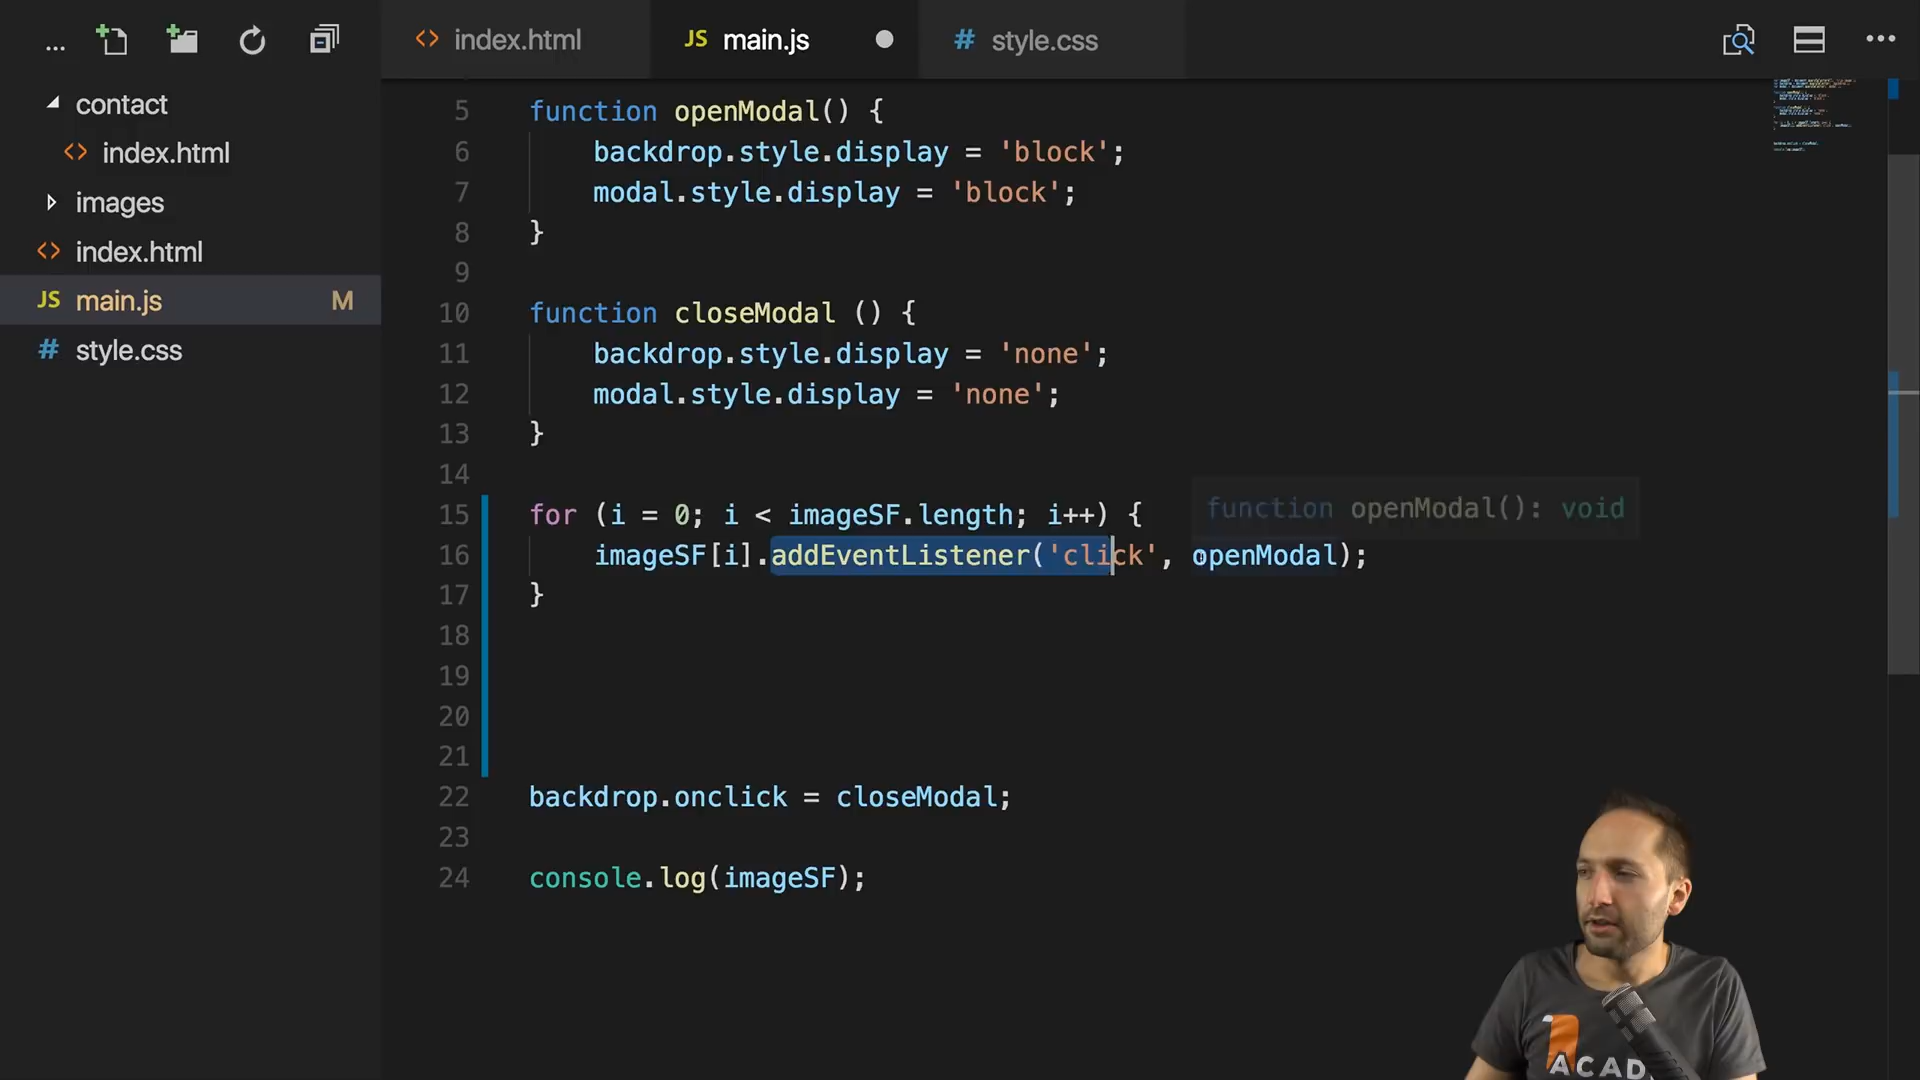 ...
index.html
JS main.js
# style.css
...
contact
index.html
images
index.html
JS main.js M
# style.css
5 function openModal() {
6 backdrop.style.display = 'block';
7 modal.style.display = 'block';
8 }
9
10 function closeModal () {
11 backdrop.style.display = 'none';
12 modal.style.display = 'none';
13 }
14
15 for (i = 0; i < imageSF.length; i++) {
function openModal(): void
16 imageSF[i].addEventListener('click', openModal);
17 }
18
19
20
21
22 backdrop.onclick = closeModal;
23
24 console.log(imageSF);
ACAD